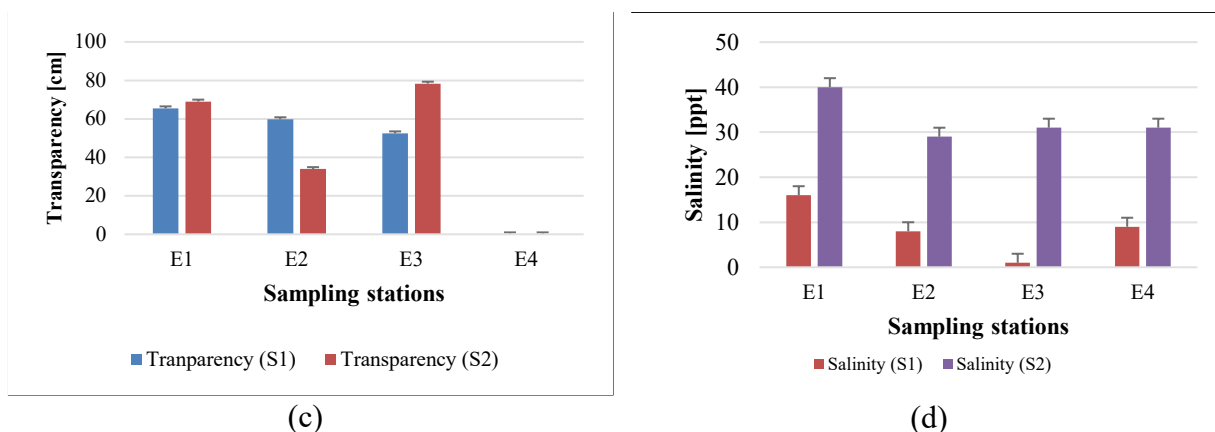 100
80
60
40
20
0
Transparency [cm]
E1 E2 E3 E4
Sampling stations
Tranparency (S1) Transparency (S2)
(c)
50
40
30
20
10
0
Salinity [ppt]
E1 E2 E3 E4
Sampling stations
Salinity (S1) Salinity (S2)
(d)